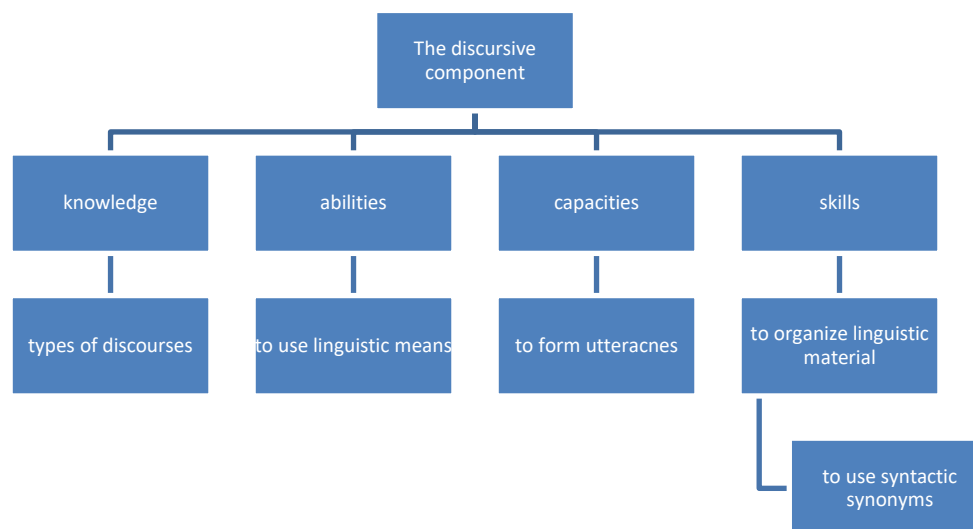 The discursive
component
knowledge
abilities
capacities
skills
types of discourses
to use linguistic means
to form utteracnes
to organize linguistic
material
to use syntactic
synonyms